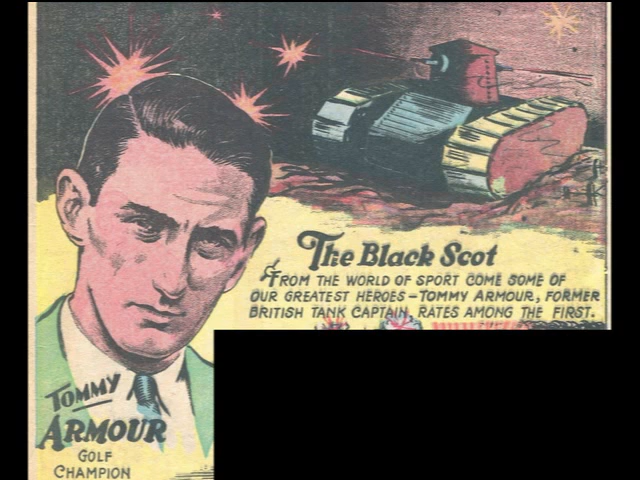 The Black Scot
FROM THE WORLD OF SPORT COME SOME OF
OUR GREATEST HEROES – TOMMY ARMOUR, FORMER
BRITISH TANK CAPTAIN, RATES AMONG THE FIRST.
TOMMY
ARMOUR
GOLF
CHAMPION